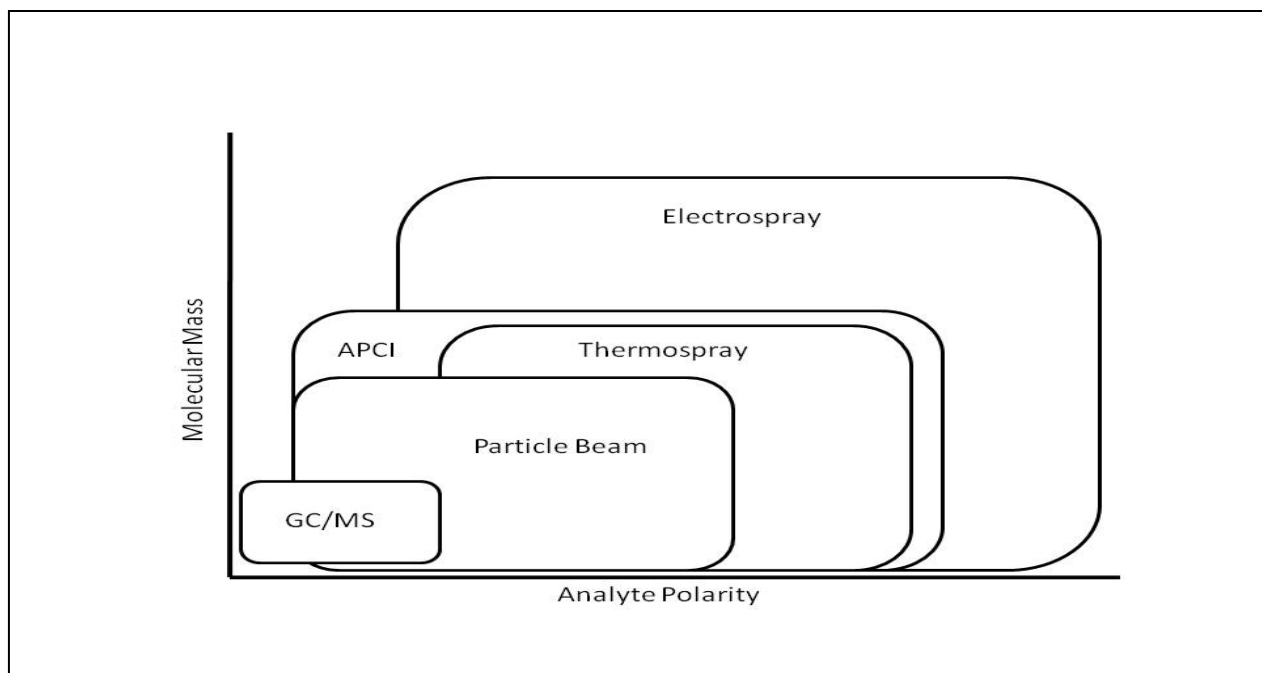 Electrospray
APCI
Thermospray
Particle Beam
GC/MS
Molecular Mass
Analyte Polarity